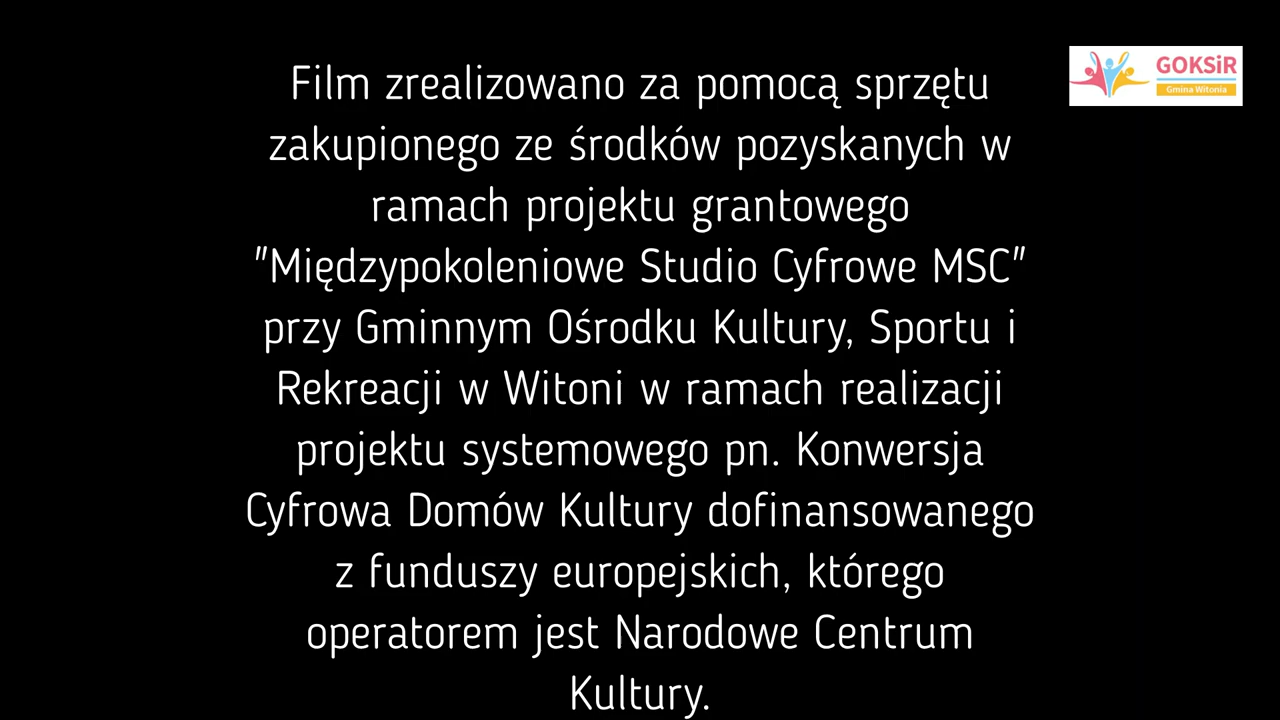 GOKSiR
Gmina Witonia
Film zrealizowano za pomocą sprzętu
zakupionego ze środków pozyskanych w
ramach projektu grantowego
"Międzypokoleniowe Studio Cyfrowe MSC"
przy Gminnym Ośrodku Kultury, Sportu i
Rekreacji w Witoni w ramach realizacji
projektu systemowego pn. Konwersja
Cyfrowa Domów Kultury dofinansowanego
z funduszy europejskich, którego
operatorem jest Narodowe Centrum
Kultury.